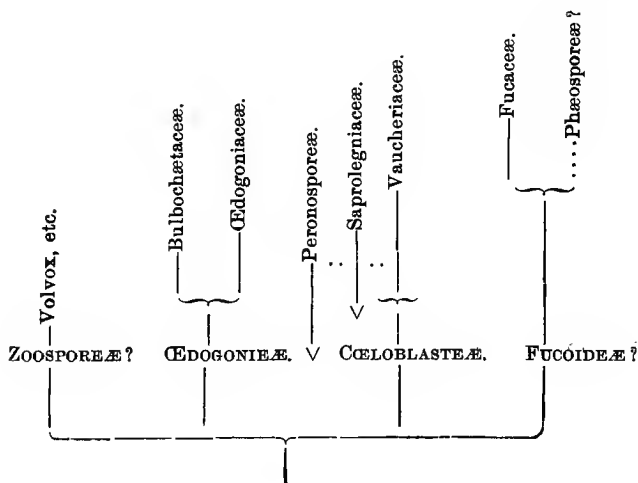 Volvox, etc.
Bulbochætaceæ.
Œdogoniaceæ.
Peronosporeæ.
Saprolegniaceæ.
Vaucheriaceæ.
Fucaceæ.
Phæosporeæ?
ZOOSPOREÆ?
ŒDOGONIEÆ.
CŒLOBLASTEÆ.
FUCOIDEÆ?